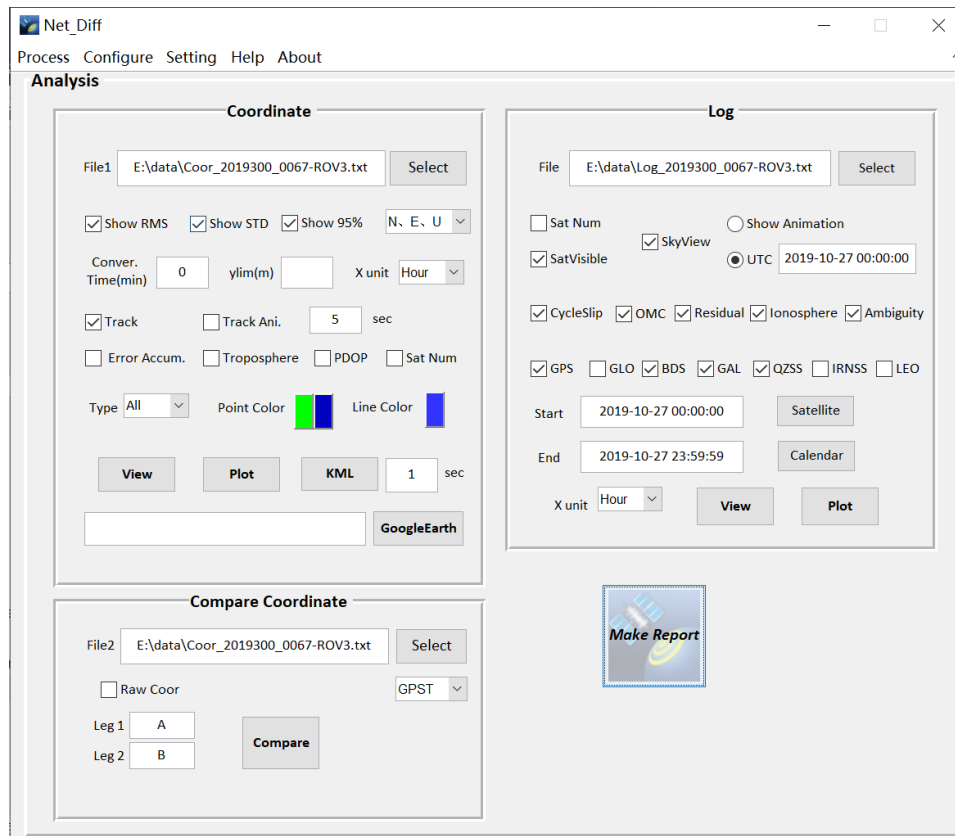 Net_Diff
Process Configure Setting Help About
Analysis
Coordinate
File1 E:\data\Coor_2019300_0067-ROV3.txt Select
Show RMS Show STD Show 95% N、E、U
Conver.
Time(min) 0 ylim(m) X unit Hour
Track Track Ani. 5 sec
Error Accum. Troposphere PDOP Sat Num
Type All Point Color Line Color
View Plot KML 1 sec
GoogleEarth
Compare Coordinate
File2 E:\data\Coor_2019300_0067-ROV3.txt Select
Raw Coor GPST
Leg 1 A
Leg 2 B
Compare
Log
File E:\data\Log_2019300_0067-ROV3.txt Select
Sat Num Show Animation
SkyView
SatVisible UTC 2019-10-27 00:00:00
CycleSlip OMC Residual Ionosphere Ambiguity
GPS GLO BDS GAL QZSS IRNSS LEO
Start 2019-10-27 00:00:00 Satellite
End 2019-10-27 23:59:59 Calendar
X unit Hour View Plot
Make Report